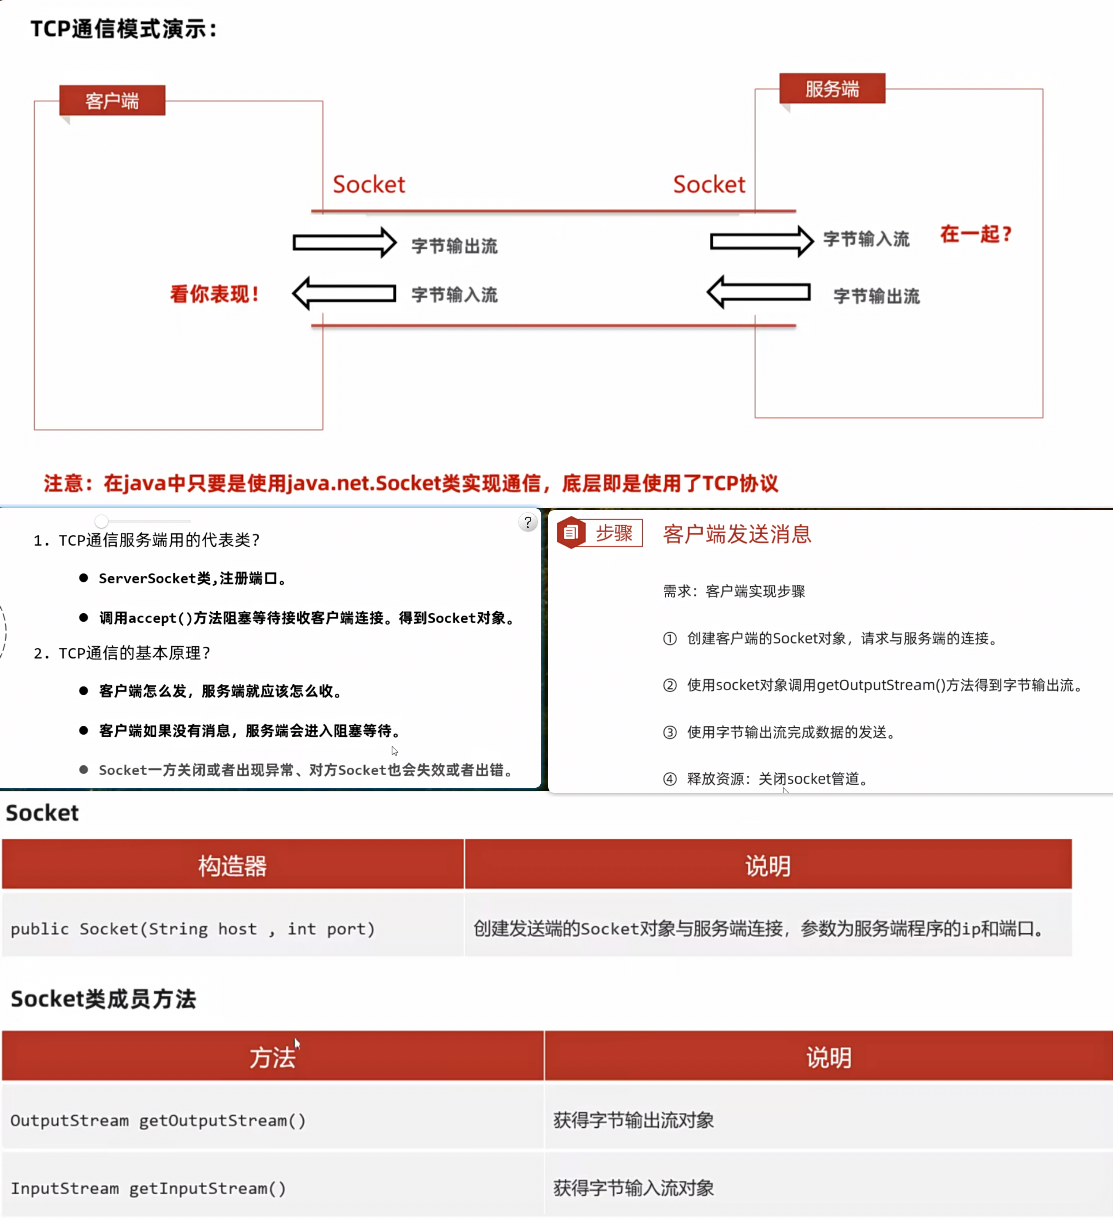 TCP通信模式演示：
客户端
服务端
Socket
Socket
字节输出流
字节输入流
在一起？
看你表现！
字节输入流
字节输出流
注意：在java中只要是使用java.net.Socket类实现通信，底层即是使用了TCP协议
?
1. TCP通信服务端用的代表类？
● ServerSocket类,注册端口。
● 调用accept()方法阻塞等待接收客户端连接。得到Socket对象。
2. TCP通信的基本原理？
● 客户端怎么发，服务端就应该怎么收。
● 客户端如果没有消息，服务端会进入阻塞等待。
● Socket一方关闭或者出现异常、对方Socket也会失效或者出错。
步骤
客户端发送消息
需求：客户端实现步骤
① 创建客户端的Socket对象，请求与服务端的连接。
② 使用socket对象调用getOutputStream()方法得到字节输出流。
③ 使用字节输出流完成数据的发送。
④ 释放资源：关闭socket管道。
Socket
构造器 说明
public Socket(String host , int port) 创建发送端的Socket对象与服务端连接，参数为服务端程序的ip和端口。
Socket类成员方法
方法 说明
OutputStream getOutputStream() 获得字节输出流对象
InputStream getInputStream() 获得字节输入流对象